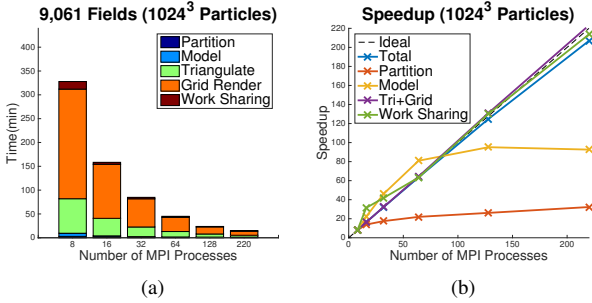 9,061 Fields (1024³ Particles)
Partition
Model
Triangulate
Grid Render
Work Sharing
Time(min)
400
350
300
250
200
150
100
50
0
8 16 32 64 128 220
Number of MPI Processes
(a)
Speedup (1024³ Particles)
Ideal
Total
Partition
Model
Tri+Grid
Work Sharing
Speedup
220
200
180
160
140
120
100
80
60
40
20
0
0 50 100 150 200
Number of MPI Processes
(b)